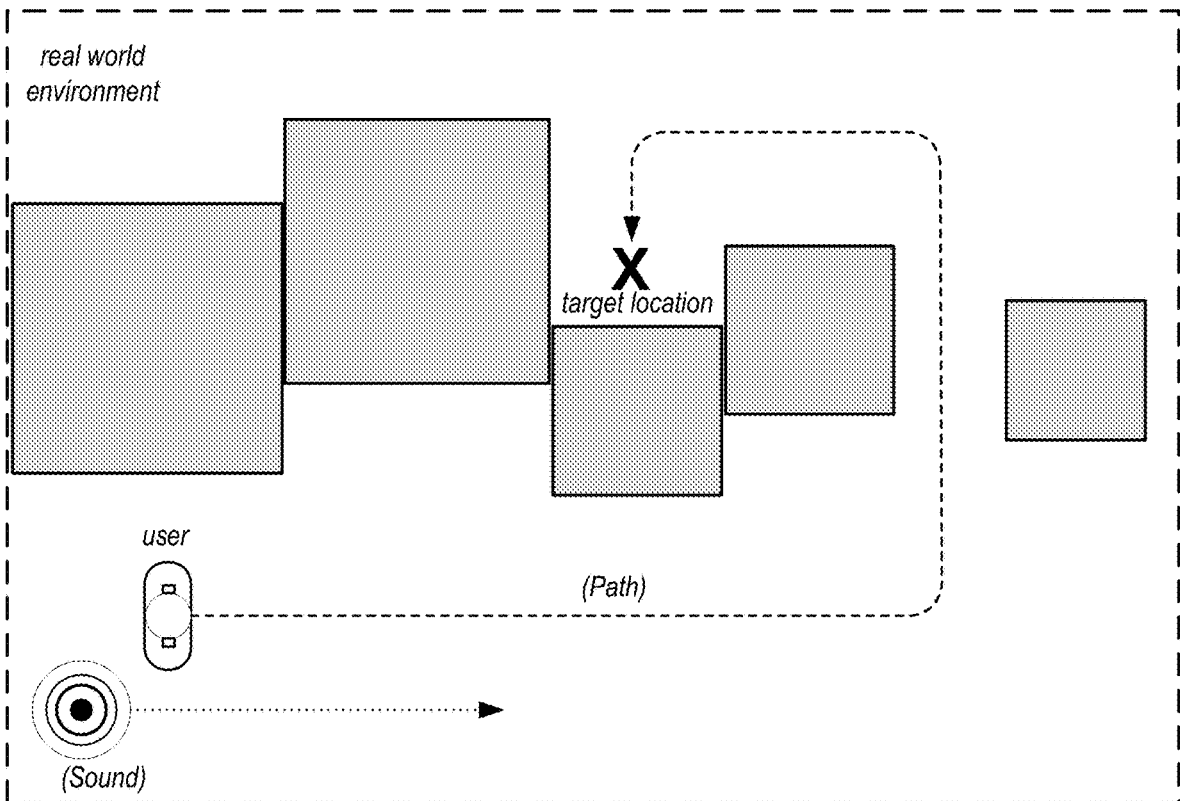 real world
environment
X
target location
user
(Path)
(Sound)